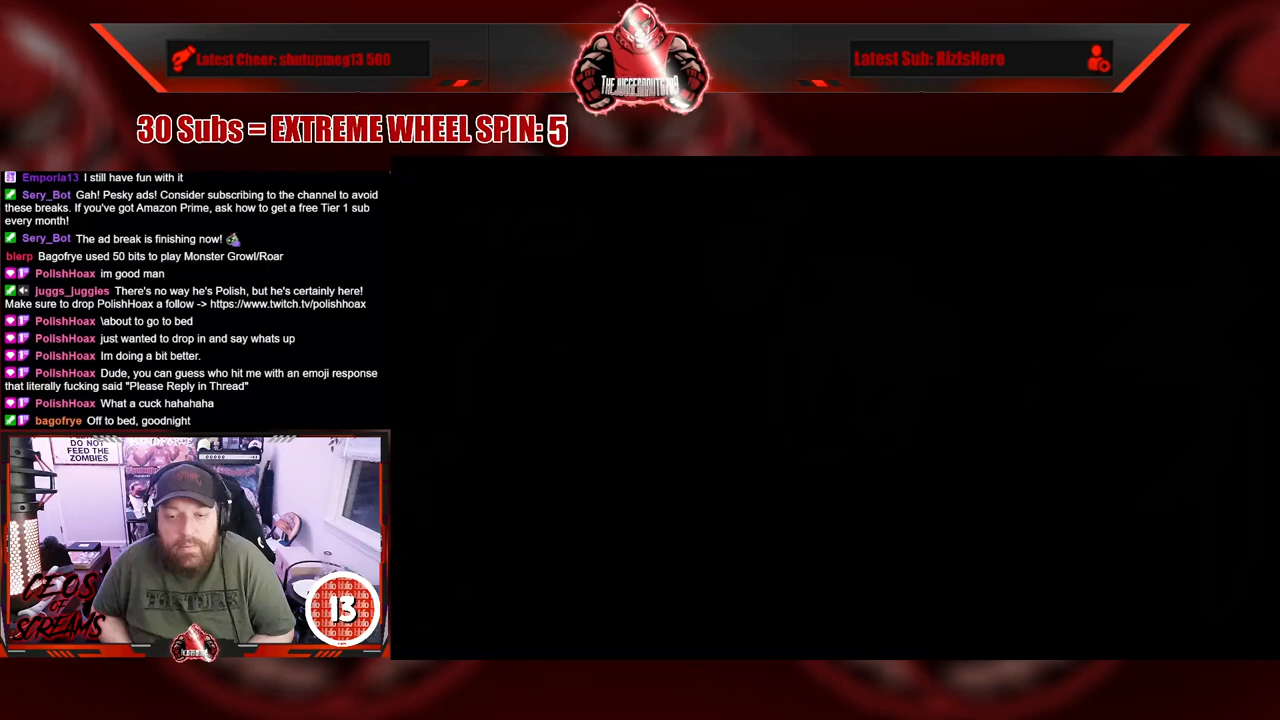 Latest Cheer: shutupmeg13 500
Latest Sub: RizIsHere
30 Subs = EXTREME WHEEL SPIN: 5
Emporia13 I still have fun with it
Sery_Bot Gah! Pesky ads! Consider subscribing to the channel to avoid
these breaks. If you've got Amazon Prime, ask how to get a free Tier 1 sub
every month!
Sery_Bot The ad break is finishing now!
blerp Bagofrye used 50 bits to play Monster Growl/Roar
PolishHoax im good man
juggs_juggies There's no way he's Polish, but he's certainly here!
Make sure to drop PolishHoax a follow -> https://www.twitch.tv/polishhoax
PolishHoax \about to go to bed
PolishHoax just wanted to drop in and say whats up
PolishHoax Im doing a bit better.
PolishHoax Dude, you can guess who hit me with an emoji response
that literally fucking said "Please Reply in Thread"
PolishHoax What a cuck hahahaha
bagofrye Off to bed, goodnight
DO NOT
FEED THE
ZOMBIES
CEOS
OF
SCREAMS
13